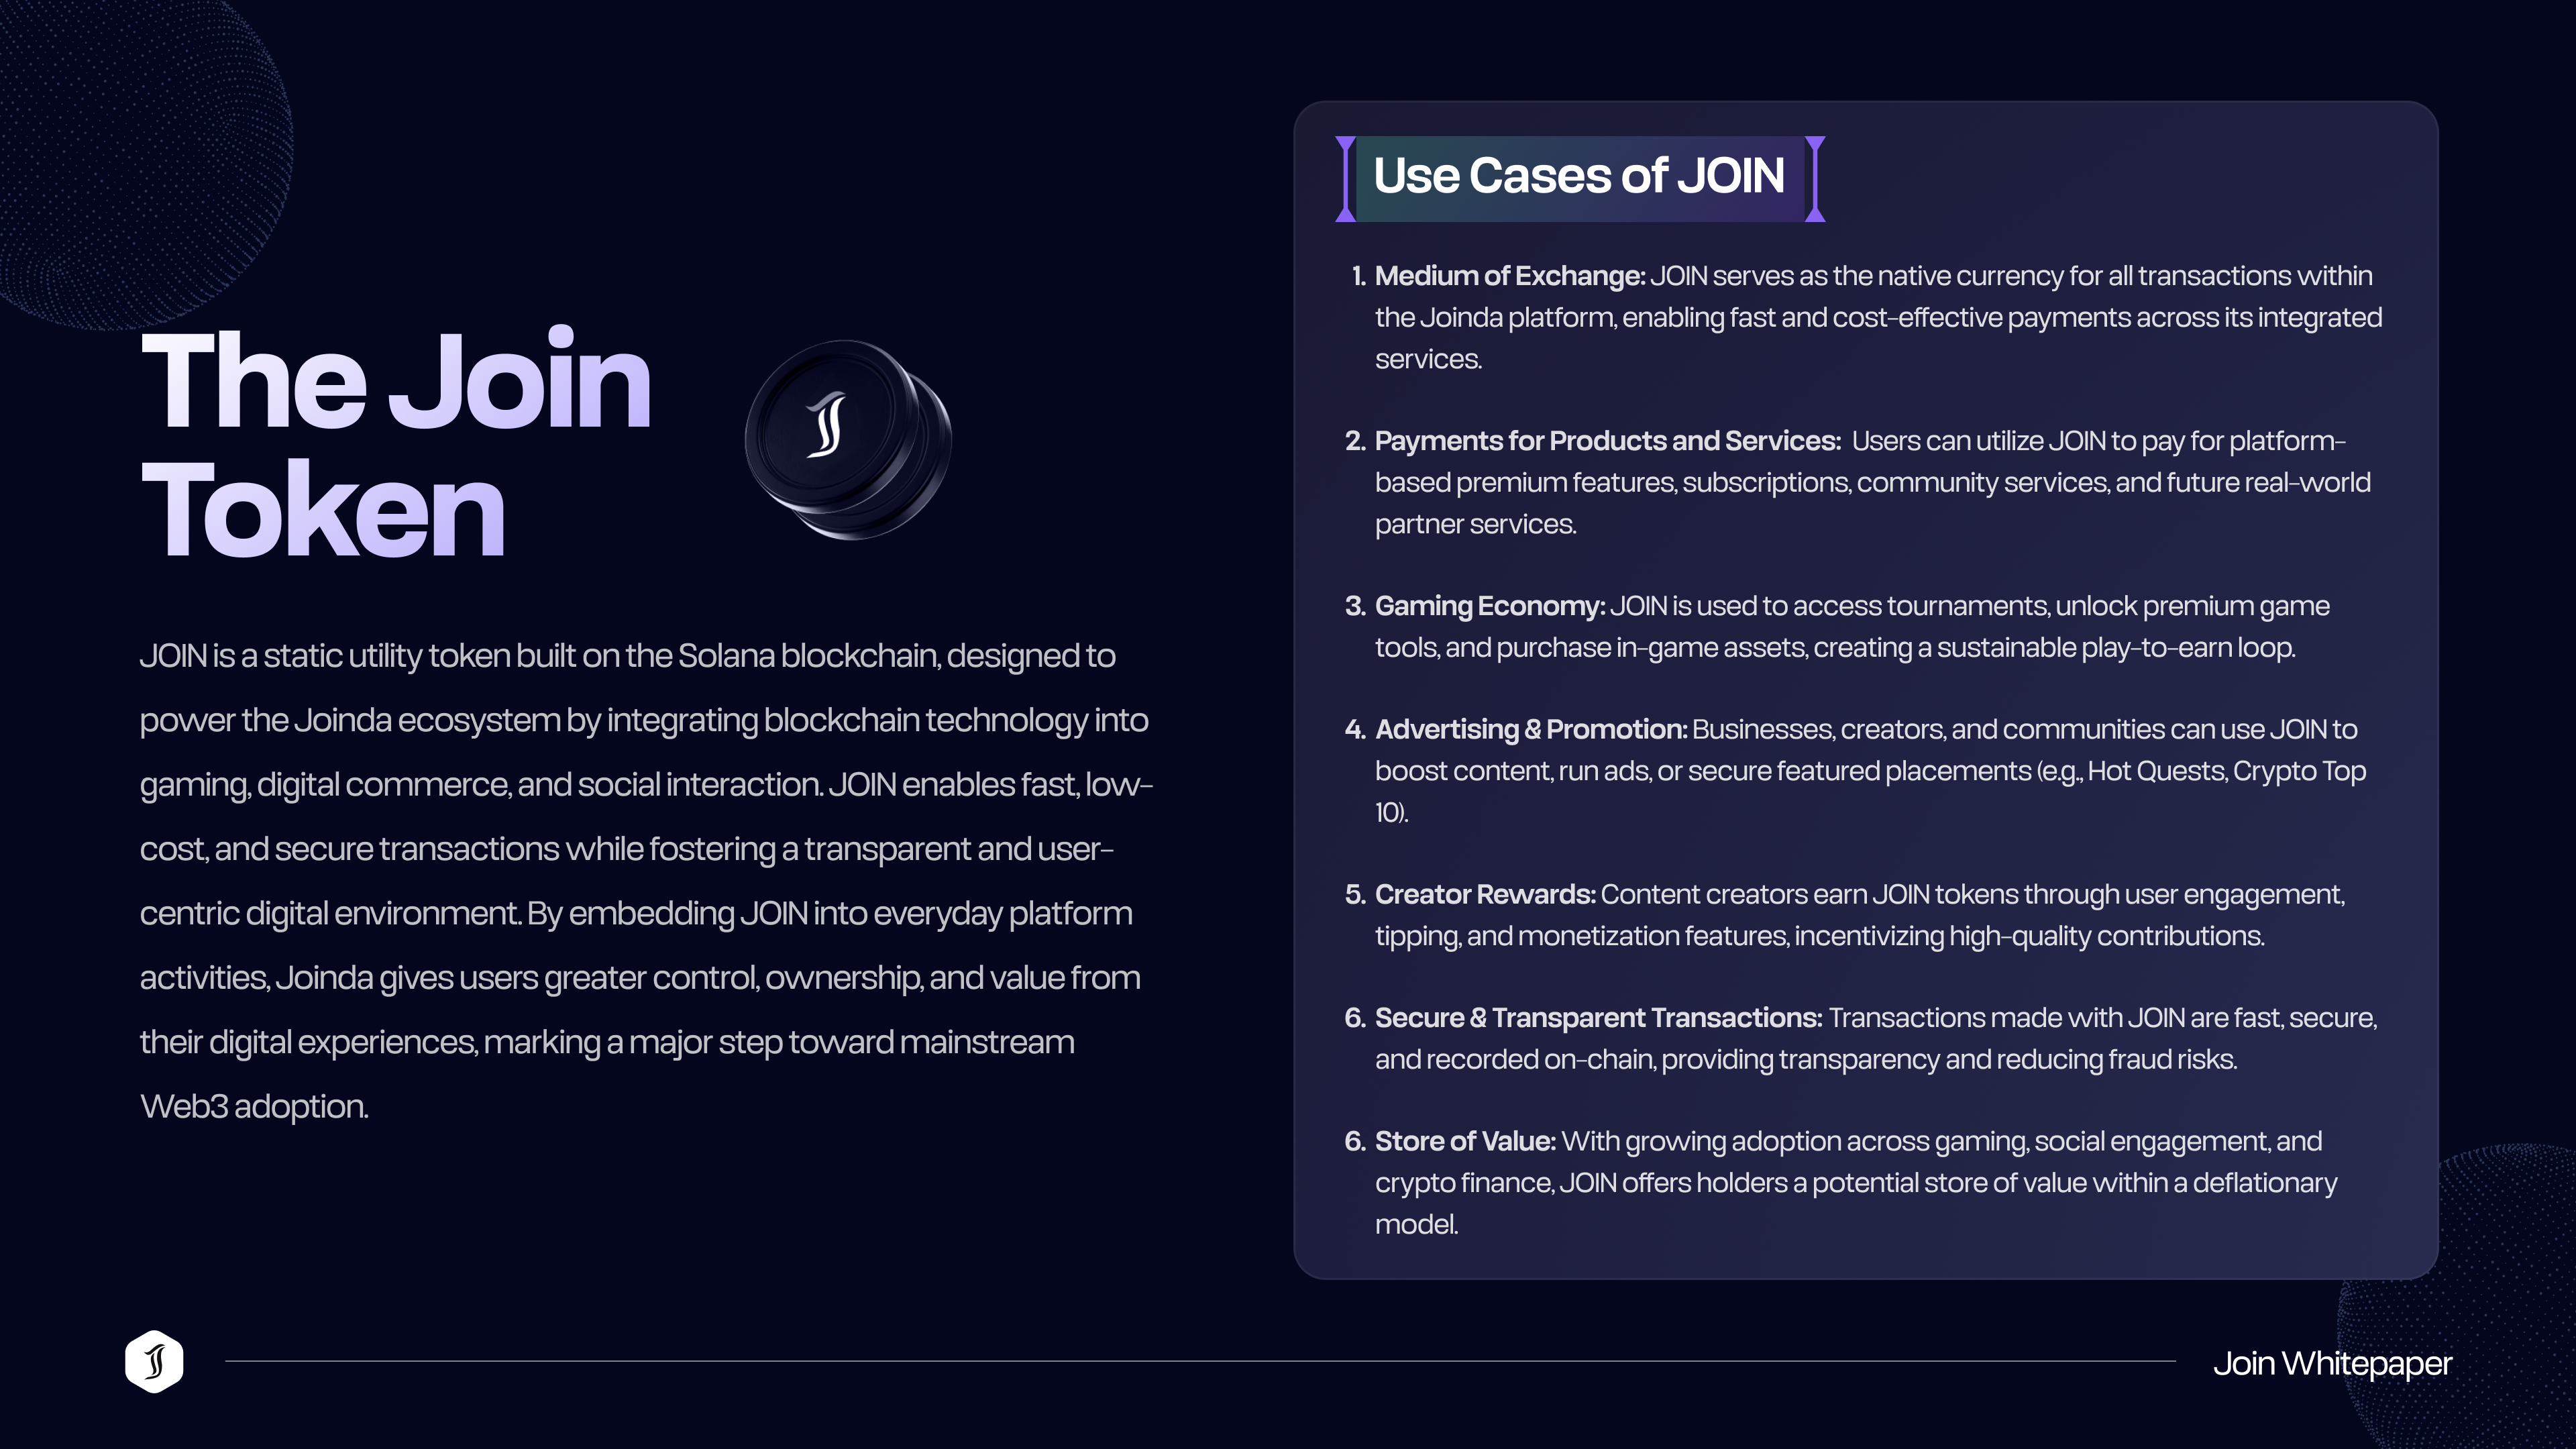 The Join
Token
JOIN is a static utility token built on the Solana blockchain, designed to
power the Joinda ecosystem by integrating blockchain technology into
gaming, digital commerce, and social interaction. JOIN enables fast, low-
cost, and secure transactions while fostering a transparent and user-
centric digital environment. By embedding JOIN into everyday platform
activities, Joinda gives users greater control, ownership, and value from
their digital experiences, marking a major step toward mainstream
Web3 adoption.
Use Cases of JOIN
1. Medium of Exchange: JOIN serves as the native currency for all transactions within
the Joinda platform, enabling fast and cost-effective payments across its integrated
services.
2. Payments for Products and Services: Users can utilize JOIN to pay for platform-
based premium features, subscriptions, community services, and future real-world
partner services.
3. Gaming Economy: JOIN is used to access tournaments, unlock premium game
tools, and purchase in-game assets, creating a sustainable play-to-earn loop.
4. Advertising & Promotion: Businesses, creators, and communities can use JOIN to
boost content, run ads, or secure featured placements (e.g., Hot Quests, Crypto Top
10).
5. Creator Rewards: Content creators earn JOIN tokens through user engagement,
tipping, and monetization features, incentivizing high-quality contributions.
6. Secure & Transparent Transactions: Transactions made with JOIN are fast, secure,
and recorded on-chain, providing transparency and reducing fraud risks.
6. Store of Value: With growing adoption across gaming, social engagement, and
crypto finance, JOIN offers holders a potential store of value within a deflationary
model.
Join Whitepaper